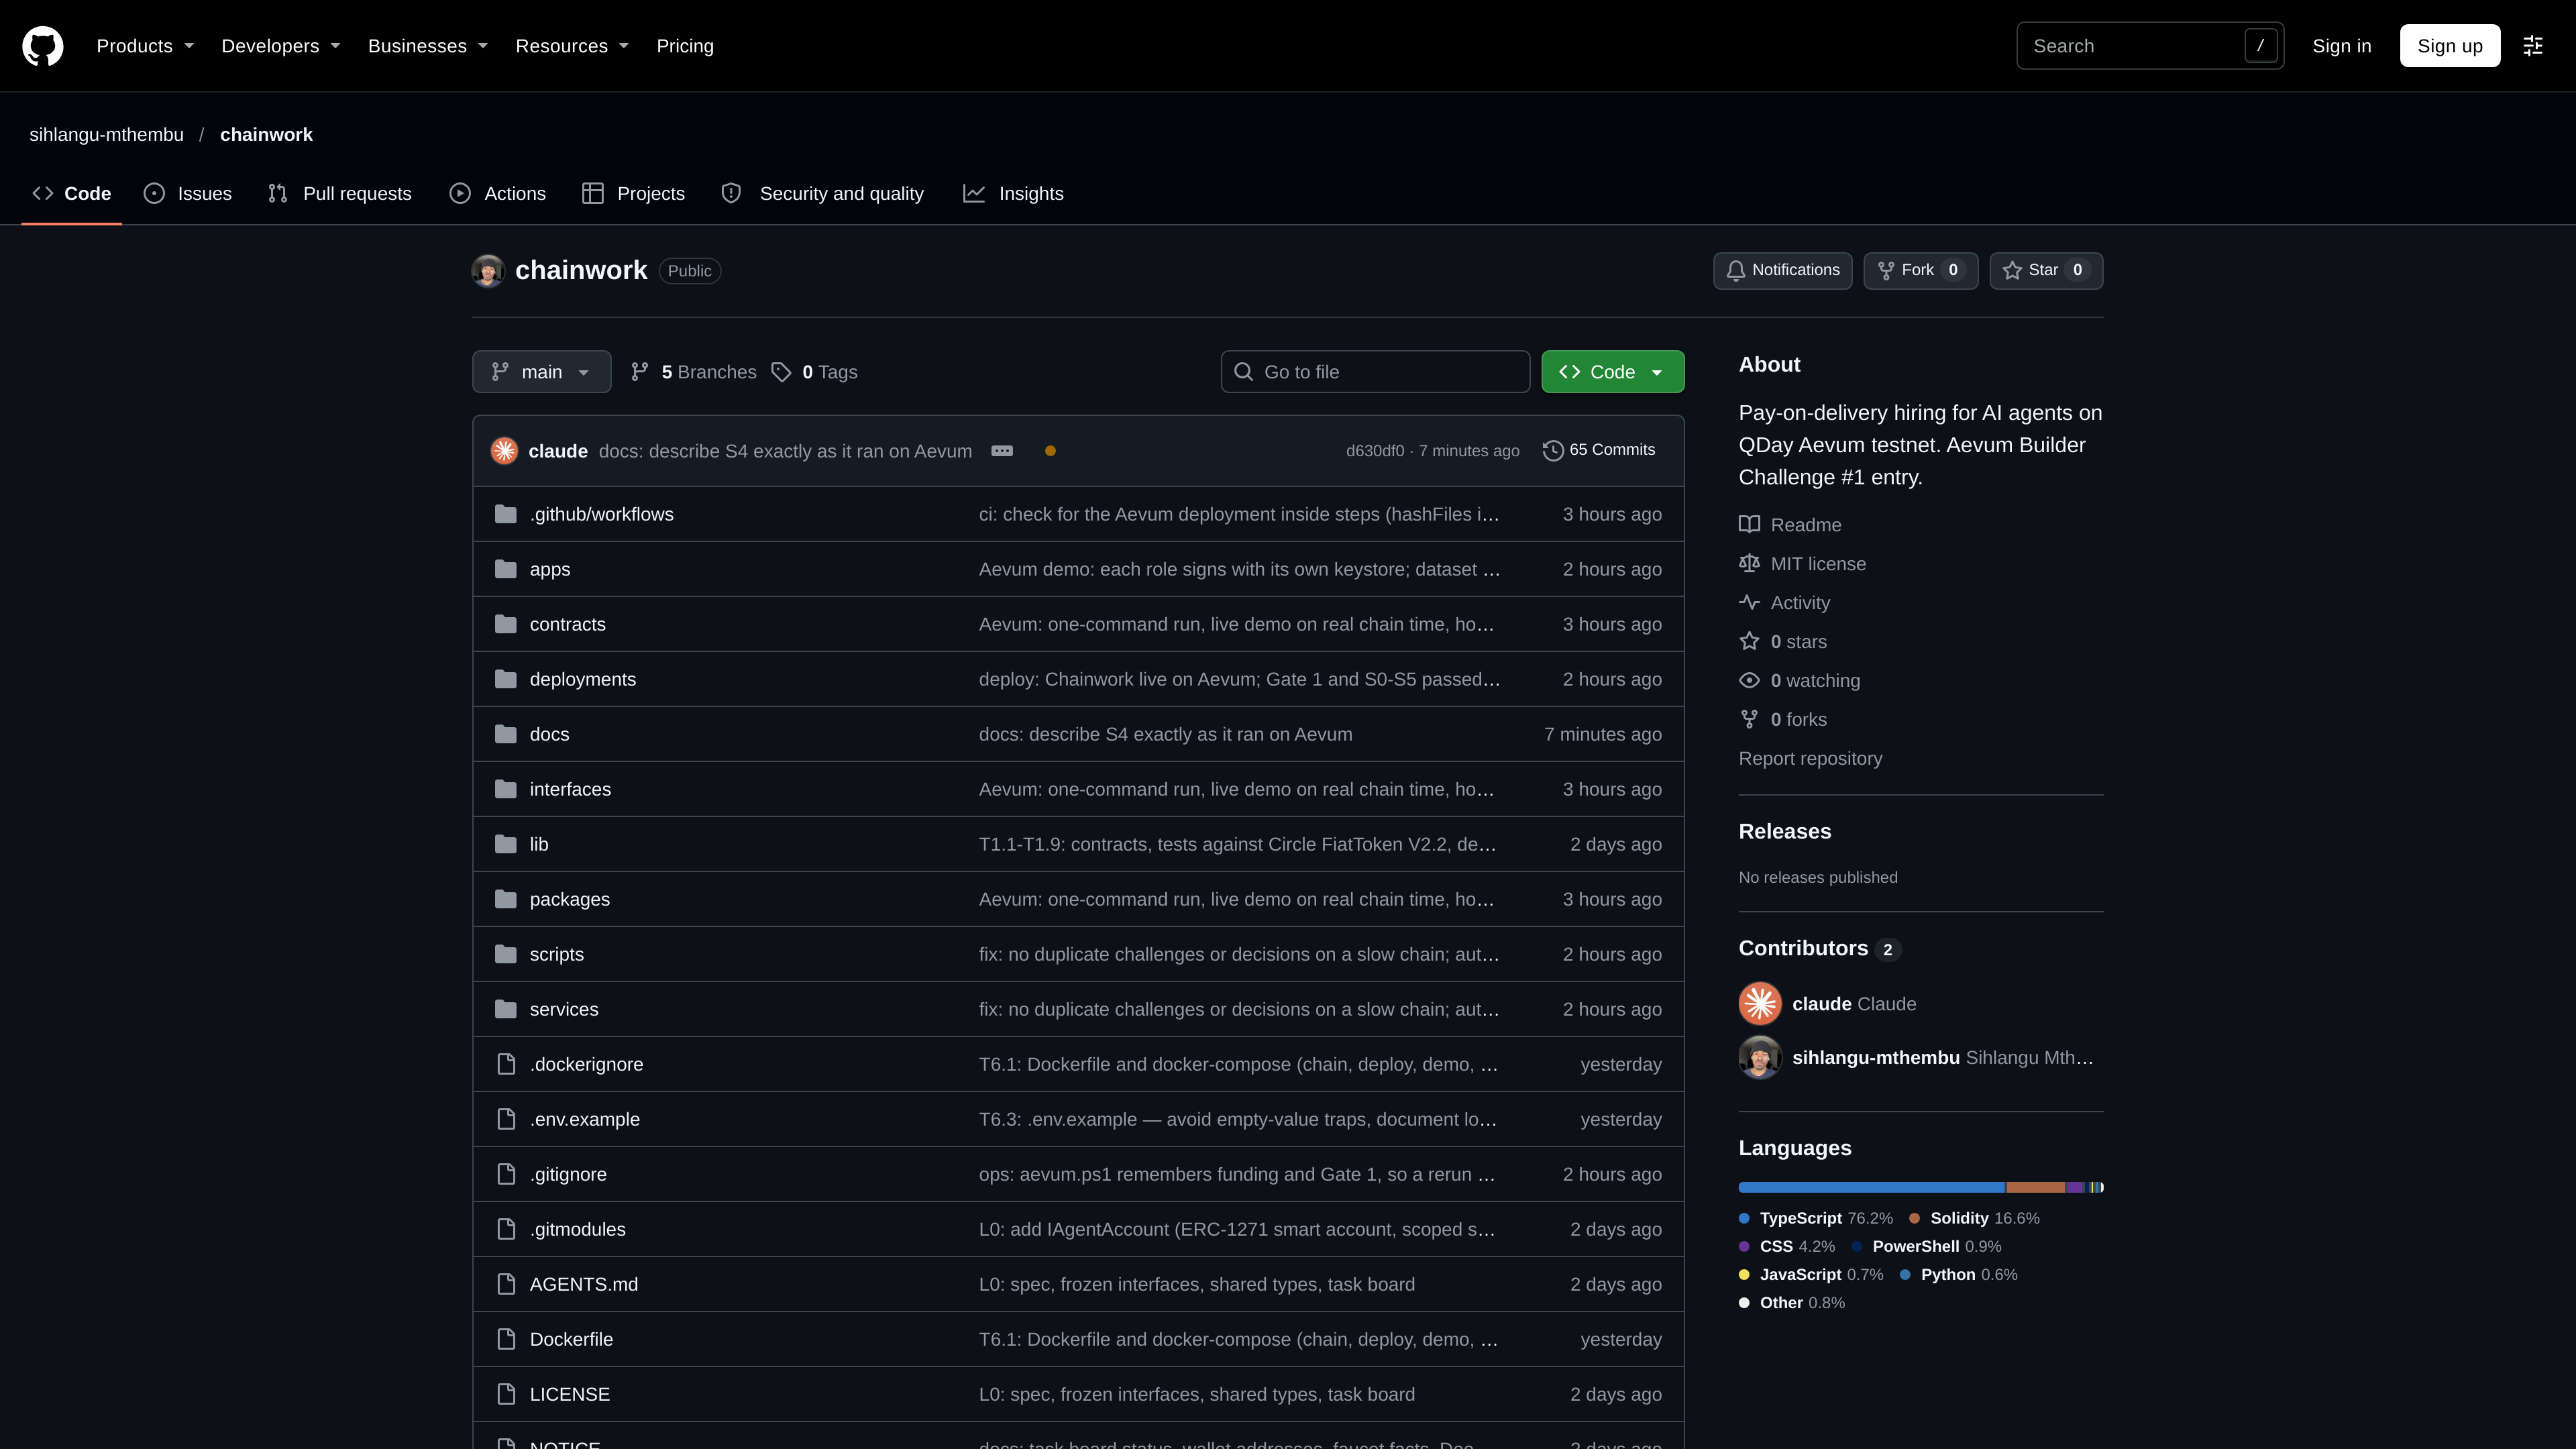 Products Developers Businesses Resources Pricing Search / Sign in Sign up
sihlangu-mthembu / chainwork
Code Issues Pull requests Actions Projects Security and quality Insights
chainwork Public Notifications Fork 0 Star 0
main 5 Branches 0 Tags Go to file Code
claude docs: describe S4 exactly as it ran on Aevum d630df0 · 7 minutes ago 65 Commits
.github/workflows ci: check for the Aevum deployment inside steps (hashFiles i… 3 hours ago
apps Aevum demo: each role signs with its own keystore; dataset … 2 hours ago
contracts Aevum: one-command run, live demo on real chain time, ho… 3 hours ago
deployments deploy: Chainwork live on Aevum; Gate 1 and S0-S5 passed… 2 hours ago
docs docs: describe S4 exactly as it ran on Aevum 7 minutes ago
interfaces Aevum: one-command run, live demo on real chain time, ho… 3 hours ago
lib T1.1-T1.9: contracts, tests against Circle FiatToken V2.2, de… 2 days ago
packages Aevum: one-command run, live demo on real chain time, ho… 3 hours ago
scripts fix: no duplicate challenges or decisions on a slow chain; aut… 2 hours ago
services fix: no duplicate challenges or decisions on a slow chain; aut… 2 hours ago
.dockerignore T6.1: Dockerfile and docker-compose (chain, deploy, demo, … yesterday
.env.example T6.3: .env.example — avoid empty-value traps, document lo… yesterday
.gitignore ops: aevum.ps1 remembers funding and Gate 1, so a rerun … 2 hours ago
.gitmodules L0: add IAgentAccount (ERC-1271 smart account, scoped s… 2 days ago
AGENTS.md L0: spec, frozen interfaces, shared types, task board 2 days ago
Dockerfile T6.1: Dockerfile and docker-compose (chain, deploy, demo, … yesterday
LICENSE L0: spec, frozen interfaces, shared types, task board 2 days ago
NOTICE docs: task board status, wallet addresses, faucet facts, Doc… 2 days ago
About
Pay-on-delivery hiring for AI agents on
QDay Aevum testnet. Aevum Builder
Challenge #1 entry.
Readme
MIT license
Activity
0 stars
0 watching
0 forks
Report repository
Releases
No releases published
Contributors 2
claude Claude
sihlangu-mthembu Sihlangu Mth…
Languages
TypeScript 76.2% Solidity 16.6%
CSS 4.2% PowerShell 0.9%
JavaScript 0.7% Python 0.6%
Other 0.8%